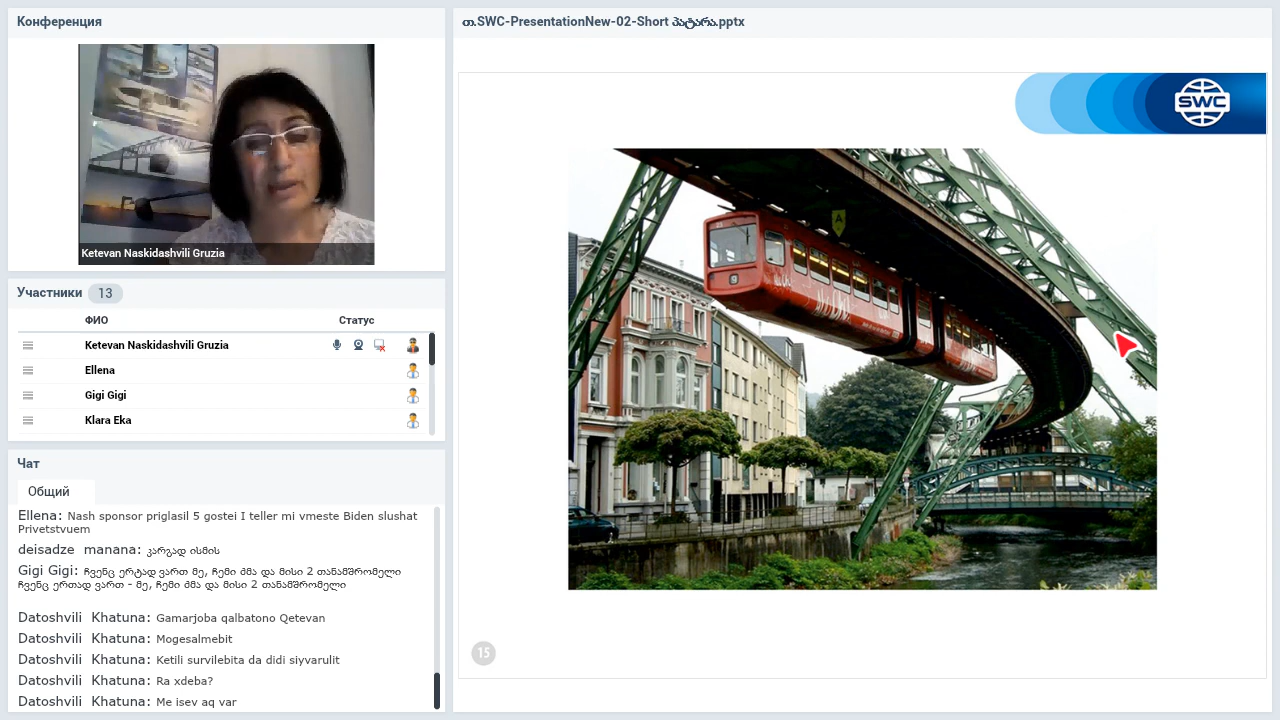 Конференция
Ketevan Naskidashvili Gruzia
Участники 13
ФИО Статус
Ketevan Naskidashvili Gruzia
Ellena
Gigi Gigi
Klara Eka
Чат
Общий
Ellena: Nash sponsor priglasil 5 gostei I teller mi vmeste Biden slushat
Privetstvuem
deisadze manana: კარგად ისმის
Gigi Gigi: ჩვენც ერტად ვართ მე, ჩემი ძმა და მისი 2 თანამშრომელი
ჩვენც ერთად ვართ - მე, ჩემი ძმა და მისი 2 თანამშრომელი
Datoshvili Khatuna: Gamarjoba qalbatono Qetevan
Datoshvili Khatuna: Mogesalmebit
Datoshvili Khatuna: Ketili survilebita da didi siyvarulit
Datoshvili Khatuna: Ra xdeba?
Datoshvili Khatuna: Me isev aq var
თ.SWC-PresentationNew-02-Short პატარა.pptx
SWC
A
15